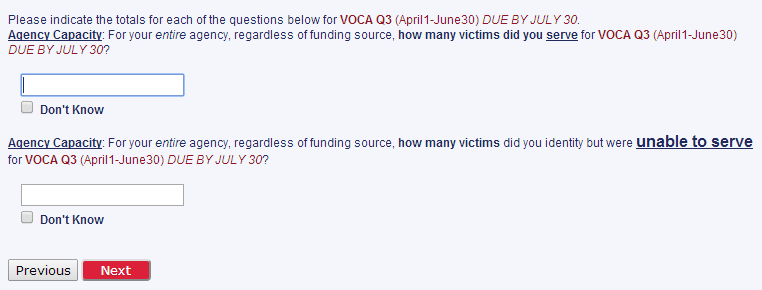 Please indicate the totals for each of the questions below for VOCA Q3 (April1-June30) DUE BY JULY 30.
Agency Capacity: For your entire agency, regardless of funding source, how many victims did you serve for VOCA Q3 (April1-June30)
DUE BY JULY 30?
Don't Know
Agency Capacity: For your entire agency, regardless of funding source, how many victims did you identity but were unable to serve
for VOCA Q3 (April1-June30) DUE BY JULY 30?
Don't Know
Previous Next